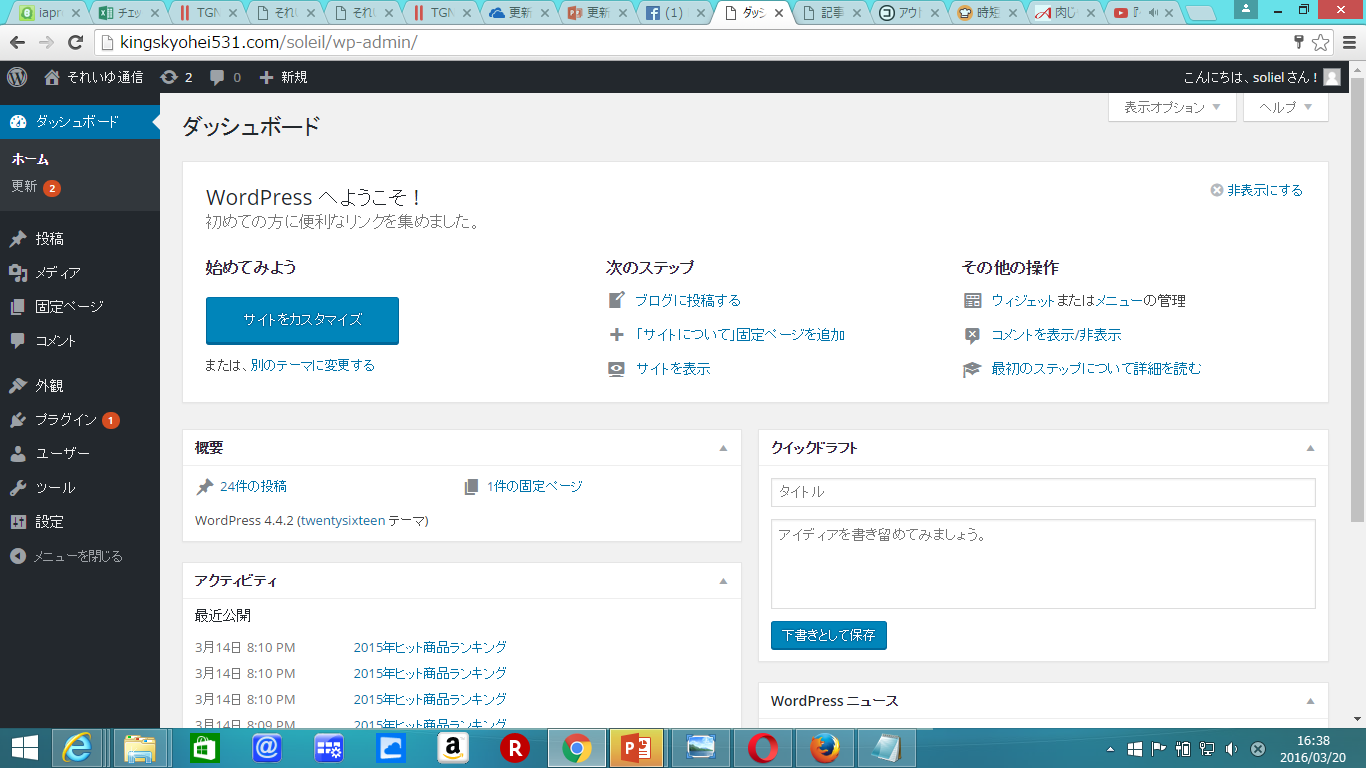 iapro
チェッ
TGN
それい
それい
TGN
更新
更新
(1)
ダッシ
記事
アウト
時短
肉じ
kingskyohei531.com/soleil/wp-admin/
それいゆ通信 2 0 新規
こんにちは、soliel さん !
ダッシュボード
ホーム
更新 2
投稿
メディア
固定ページ
コメント
外観
プラグイン 1
ユーザー
ツール
設定
メニューを閉じる
表示オプション ヘルプ
ダッシュボード
WordPress へようこそ !
初めての方に便利なリンクを集めました。
非表示にする
始めてみよう
サイトをカスタマイズ
または、別のテーマに変更する
次のステップ
ブログに投稿する
「サイトについて」固定ページを追加
サイトを表示
その他の操作
ウィジェットまたはメニューの管理
コメントを表示/非表示
最初のステップについて詳細を読む
概要
24件の投稿 1件の固定ページ
WordPress 4.4.2 (twentysixteen テーマ)
アクティビティ
最近公開
3月14日 8:10 PM 2015年ヒット商品ランキング
3月14日 8:10 PM 2015年ヒット商品ランキング
3月14日 8:10 PM 2015年ヒット商品ランキング
3月14日 8:09 PM 2015年ヒット商品ランキング
クイックドラフト
タイトル
アイディアを書き留めてみましょう。
下書きとして保存
WordPress ニュース
16:38
2016/03/20